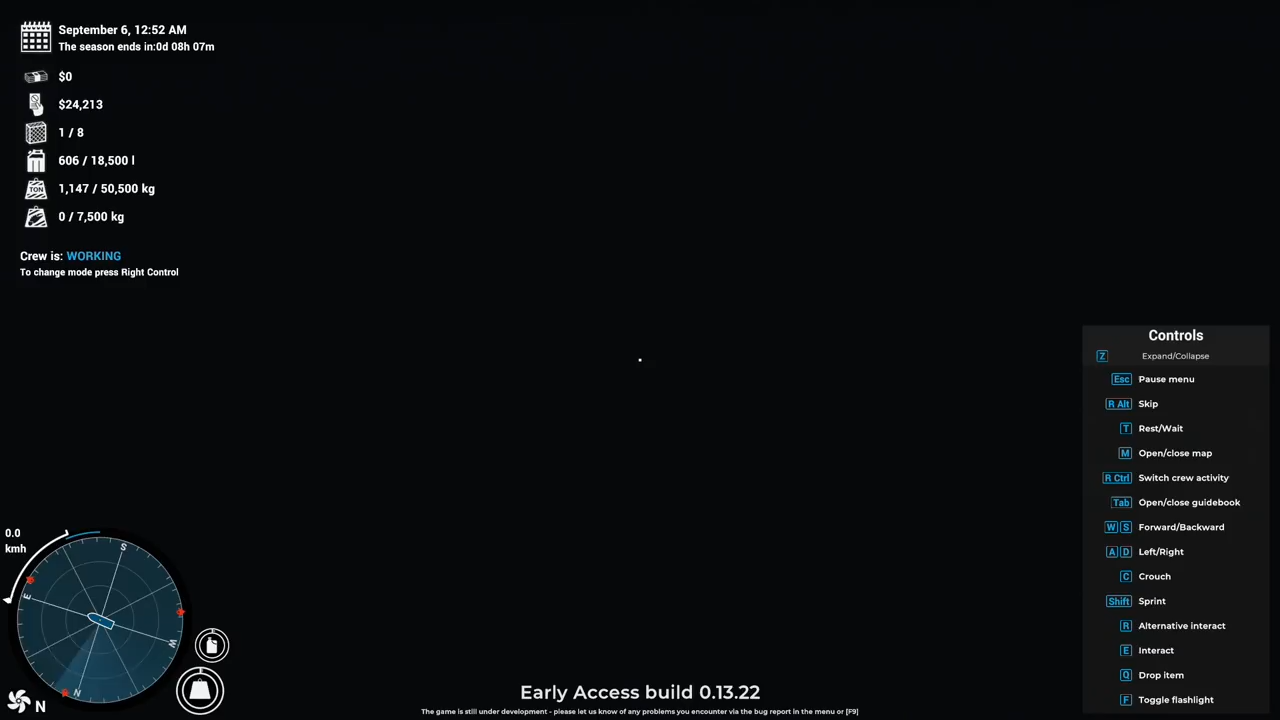 September 6, 12:52 AM
The season ends in:0d 08h 07m
$0
$24,213
1 / 8
606 / 18,500 l
TON
1,147 / 50,500 kg
0 / 7,500 kg
Crew is: WORKING
To change mode press Right Control
Controls
Z Expand/Collapse
Esc Pause menu
R Alt Skip
T Rest/Wait
M Open/close map
R Ctrl Switch crew activity
Tab Open/close guidebook
W S Forward/Backward
A D Left/Right
C Crouch
Shift Sprint
R Alternative interact
E Interact
Q Drop item
F Toggle flashlight
0.0
kmh
S
E
W
N
N
Early Access build 0.13.22
The game is still under development - please let us know of any problems you encounter via the bug report in the menu or [F9]